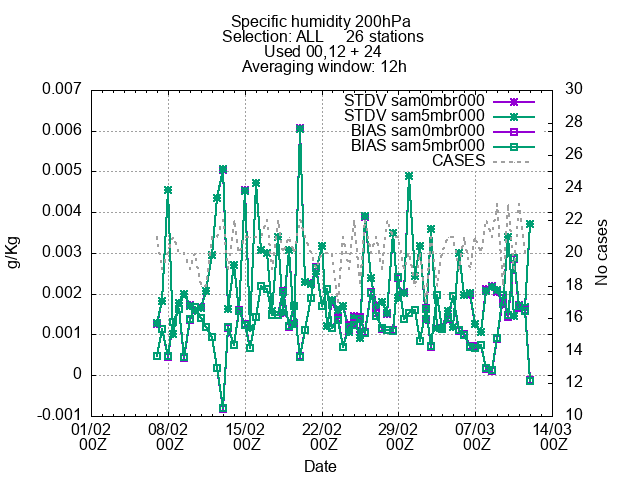 Specific humidity 200hPa
Selection: ALL 26 stations
Used 00,12 + 24
Averaging window: 12h
0.007
0.006
0.005
0.004
0.003
0.002
0.001
0
-0.001
g/Kg
STDV sam0mbr000
STDV sam5mbr000
BIAS sam0mbr000
BIAS sam5mbr000
CASES
30
28
26
24
22
20
18
16
14
12
10
No cases
01/02 08/02 15/02 22/02 29/02 07/03 14/03
00Z 00Z 00Z 00Z 00Z 00Z 00Z
Date